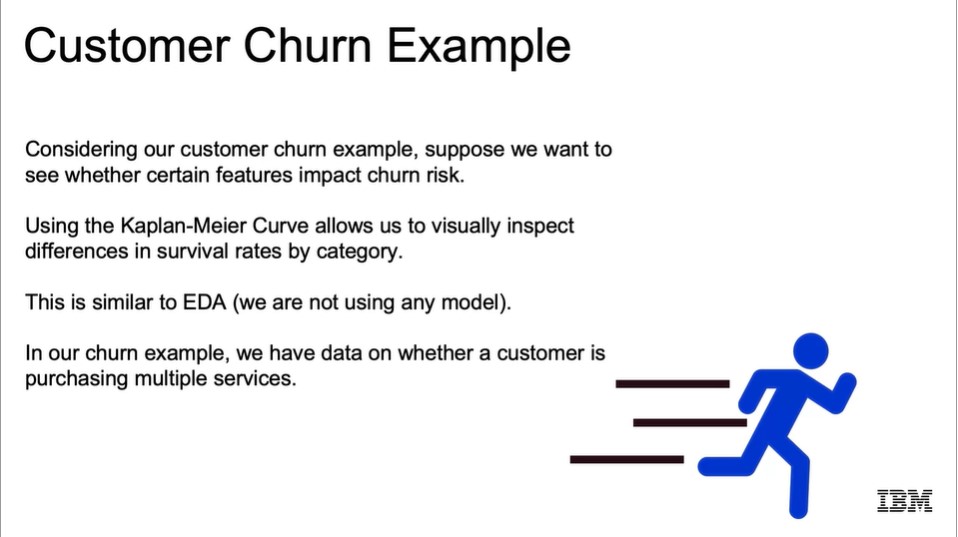 Customer Churn Example
Considering our customer churn example, suppose we want to
see whether certain features impact churn risk.
Using the Kaplan-Meier Curve allows us to visually inspect
differences in survival rates by category.
This is similar to EDA (we are not using any model).
In our churn example, we have data on whether a customer is
purchasing multiple services.
IBM